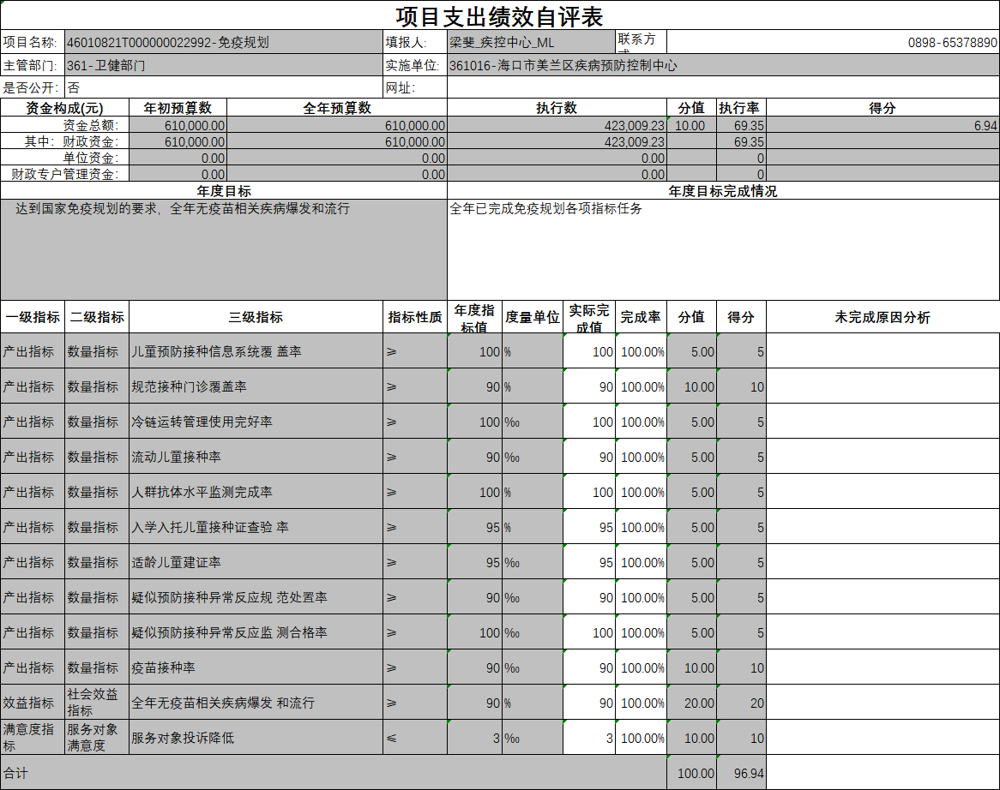 项目支出绩效自评表
项目名称: 46010821T000000022992-免疫规划 填报人: 梁斐_疾控中心_ML 联系方 0898-65378890
主管部门: 361-卫健部门 实施单位: 361016-海口市美兰区疾病预防控制中心
是否公开: 否 网址:
资金构成(元) 年初预算数 全年预算数 执行数 分值 执行率 得分
资金总额: 610,000.00 610,000.00 423,009.23 10.00 69.35 6.94
其中: 财政资金: 610,000.00 610,000.00 423,009.23 69.35
单位资金: 0.00 0.00 0.00 0
财政专户管理资金: 0.00 0.00 0.00 0
年度目标 年度目标完成情况
达到国家免疫规划的要求，全年无疫苗相关疾病爆发和流行 全年已完成免疫规划各项指标任务
一级指标 二级指标 三级指标 指标性质 年度指标值 度量单位 实际完成值 完成率 分值 得分 未完成原因分析
产出指标 数量指标 儿童预防接种信息系统覆 盖率 ≥ 100 % 100 100.00% 5.00 5
产出指标 数量指标 规范接种门诊覆盖率 ≥ 90 % 90 100.00% 10.00 10
产出指标 数量指标 冷链运转管理使用完好率 ≥ 100 ‰ 100 100.00% 5.00 5
产出指标 数量指标 流动儿童接种率 ≥ 90 ‰ 90 100.00% 5.00 5
产出指标 数量指标 人群抗体水平监测完成率 ≥ 100 % 100 100.00% 5.00 5
产出指标 数量指标 入学入托儿童接种证查验 率 ≥ 95 % 95 100.00% 5.00 5
产出指标 数量指标 适龄儿童建证率 ≥ 95 ‰ 95 100.00% 5.00 5
产出指标 数量指标 疑似预防接种异常反应规 范处置率 ≥ 90 ‰ 90 100.00% 5.00 5
产出指标 数量指标 疑似预防接种异常反应监 测合格率 ≥ 100 ‰ 100 100.00% 5.00 5
产出指标 数量指标 疫苗接种率 ≥ 90 ‰ 90 100.00% 10.00 10
效益指标 社会效益指标 全年无疫苗相关疾病爆发 和流行 ≥ 90 % 90 100.00% 20.00 20
满意度指标 服务对象满意度 服务对象投诉降低 ≤ 3 ‰ 3 100.00% 10.00 10
合计 100.00 96.94